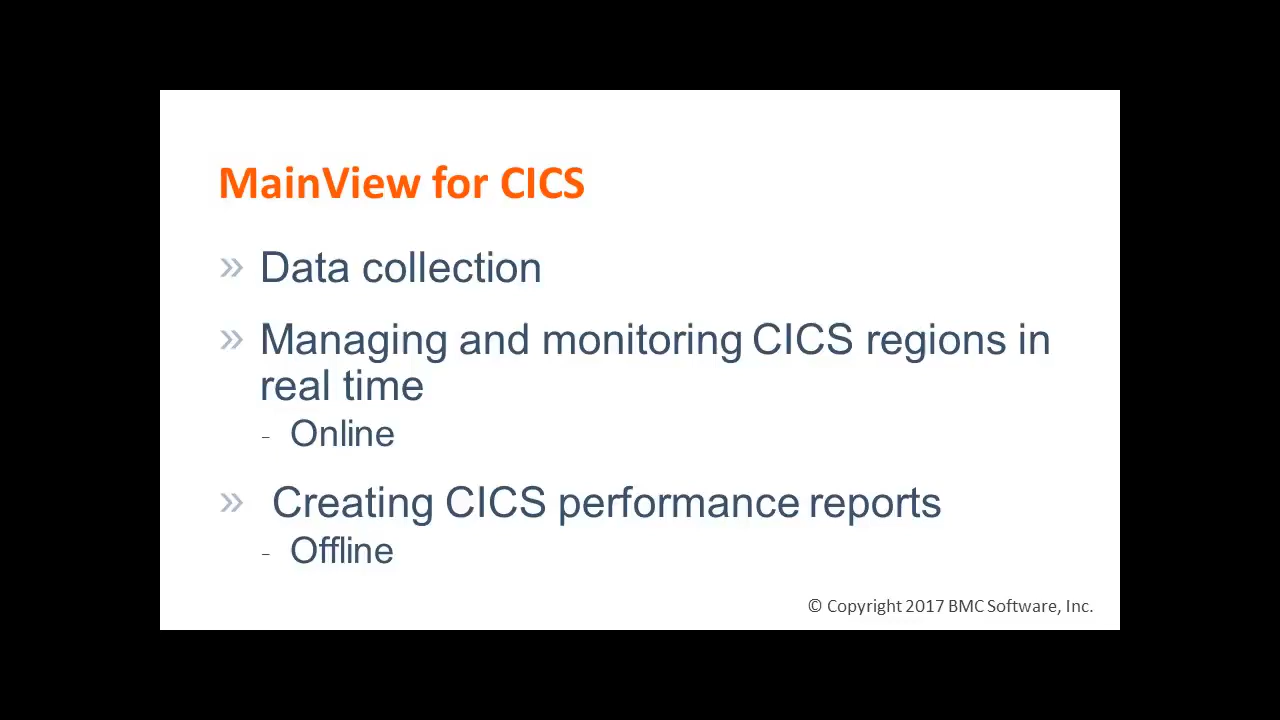 MainView for CICS
» Data collection
» Managing and monitoring CICS regions in
real time
- Online
» Creating CICS performance reports
- Offline
© Copyright 2017 BMC Software, Inc.